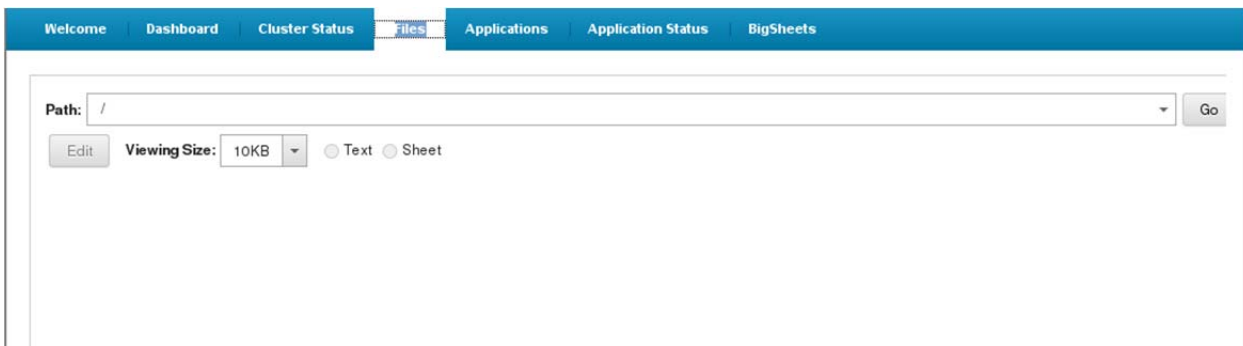 Welcome Dashboard Cluster Status Files Applications Application Status BigSheets
Path: / Go
Edit Viewing Size: 10KB Text Sheet